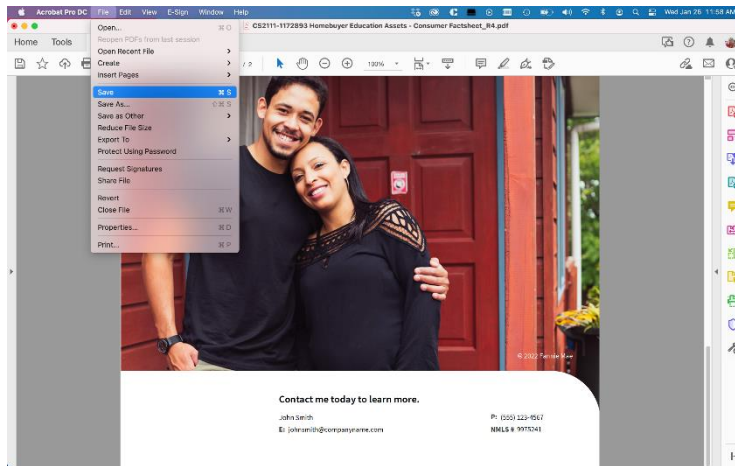 Acrobat Pro DC File Edit View E-Sign Window Help Wed Jan 26 11:58 AM
CS2111-1172893 Homebuyer Education Assets - Consumer Factsheet_R4.pdf
Home Tools
/ 2 130%
Open... ⌘O
Reopen PDFs from last session
Open Recent File
Create
Insert Pages
Save ⌘S
Save As... ⇧⌘S
Save as Other
Reduce File Size
Export To
Protect Using Password
Request Signatures
Share File
Revert
Close File ⌘W
Properties... ⌘D
Print... ⌘P
© 2022 Fannie Mae
Contact me today to learn more.
John Smith P: (555) 123-4567
E: johnsmith@companyname.com NMLS # 9975241